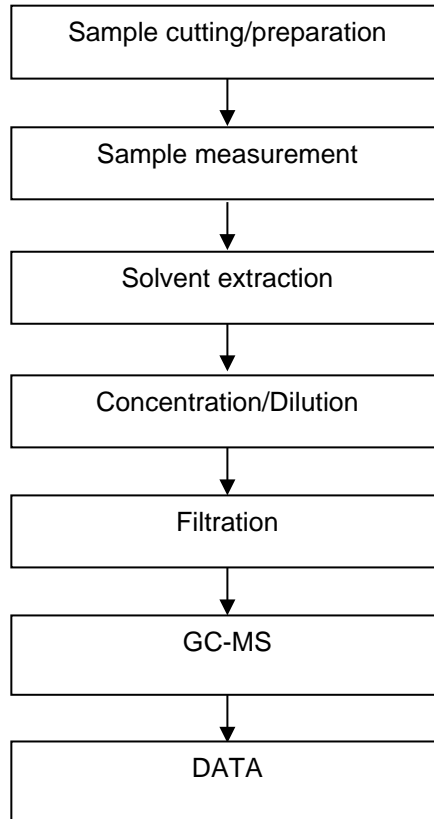 Sample cutting/preparation
Sample measurement
Solvent extraction
Concentration/Dilution
Filtration
GC-MS
DATA